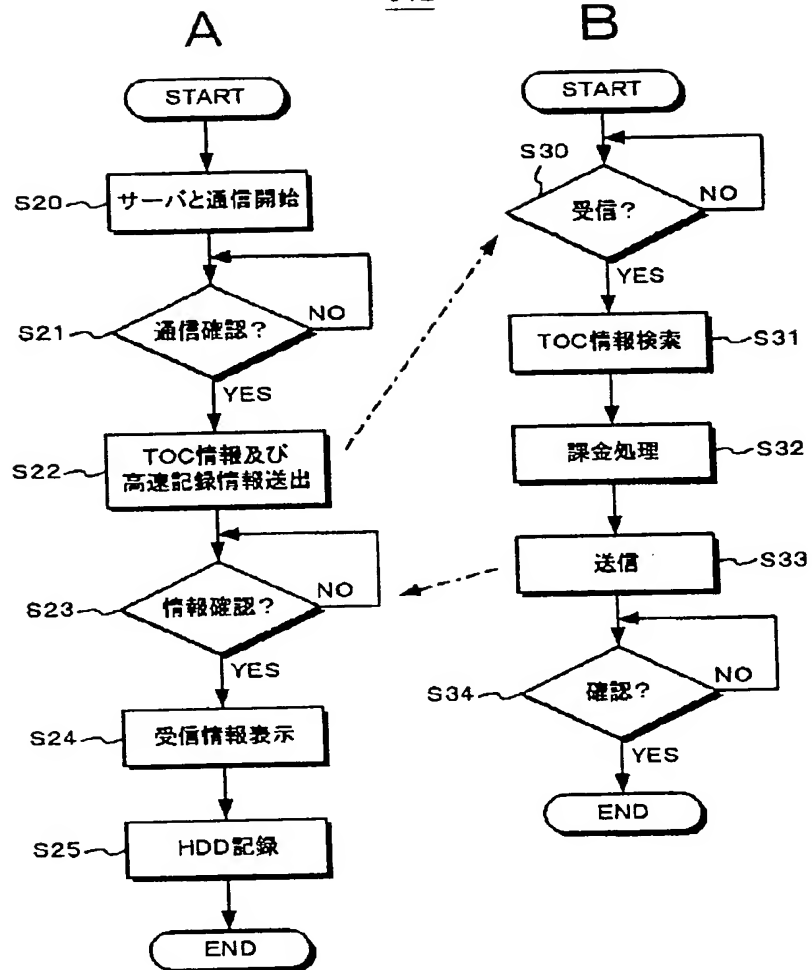 A
START
S20
サーバと通信開始
S21
通信確認?
NO
YES
S22
TOC情報及び
高速記録情報送出
S23
情報確認?
NO
YES
S24
受信情報表示
S25
HDD記録
END
B
START
S30
受信?
NO
YES
TOC情報検索
S31
課金処理
S32
送信
S33
S34
確認?
NO
YES
END